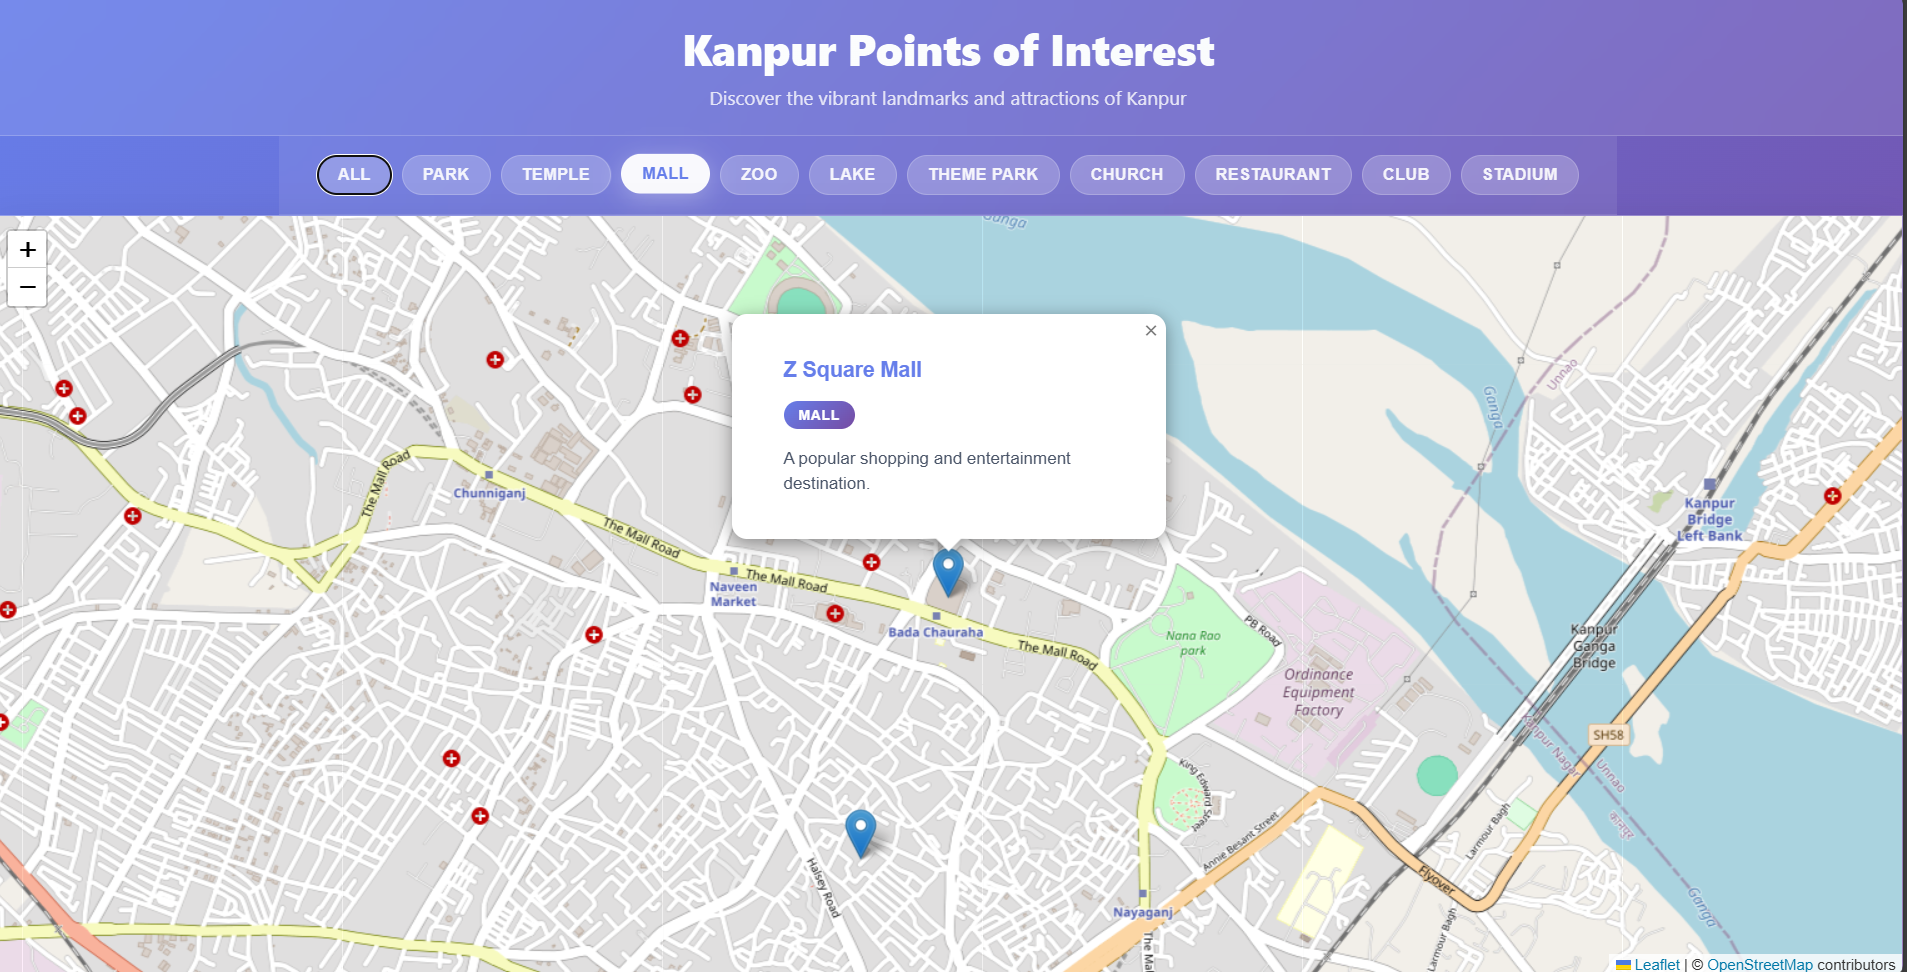 Kanpur Points of Interest
Discover the vibrant landmarks and attractions of Kanpur
ALL
PARK
TEMPLE
MALL
ZOO
LAKE
THEME PARK
CHURCH
RESTAURANT
CLUB
STADIUM
+
−
Ganga
×
Z Square Mall
MALL
A popular shopping and entertainment
destination.
Unnao
Ganga
The Mall Road
Chunniganj
The Mall Road
Kanpur
Bridge
Left Bank
Naveen
Market
The Mall Road
Bada Chauraha
The Mall Road
Nana Rao
park
PB Road
Kanpur
Ganga
Bridge
Ordinance
Equipment
Factory
SH58
Kanpur Nagar
Unnao
कानपुर
King Edward Street
Annie Besant Street
Larmour Bagh
Halsey Road
Flyover
Nayaganj
Ganga
Larmour Bagh
The Mal
Leaflet | © OpenStreetMap contributors